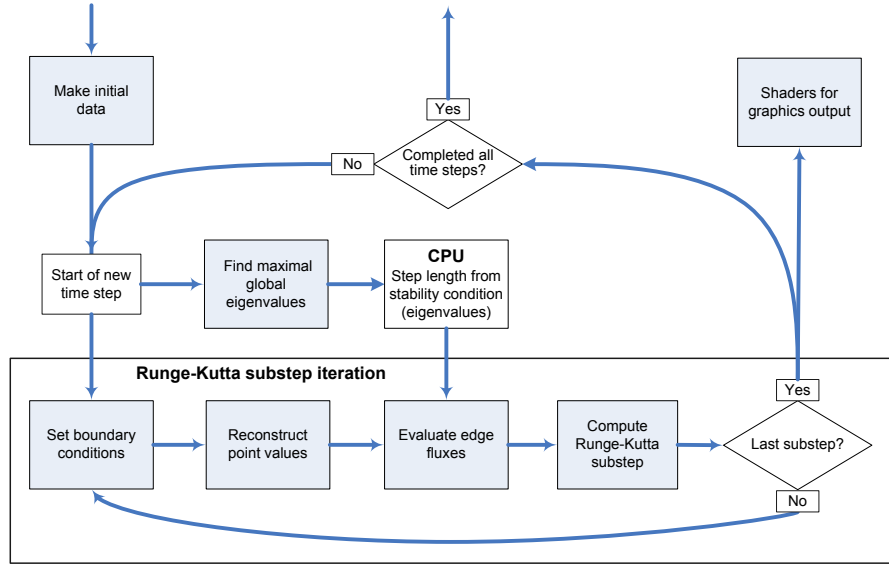 Make initial
data
Yes
Shaders for
graphics output
No
Completed all
time steps?
Start of new
time step
Find maximal
global
eigenvalues
CPU
Step length from
stability condition
(eigenvalues)
Runge-Kutta substep iteration
Yes
Set boundary
conditions
Reconstruct
point values
Evaluate edge
fluxes
Compute
Runge-Kutta
substep
Last substep?
No